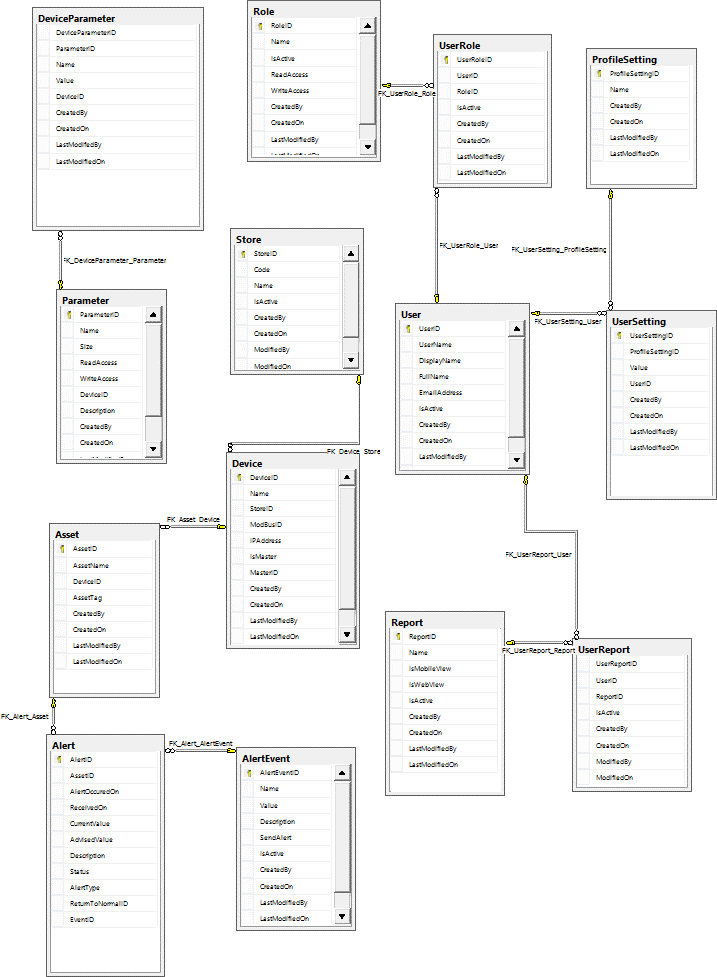 DeviceParameter
DeviceParameterID
ParameterID
Name
Value
DeviceID
CreatedBy
CreatedOn
LastModifedBy
LastModifiedOn
Role
RoleID
Name
IsActive
ReadAccess
WriteAccess
CreatedBy
CreatedOn
LastModifiedBy
LastModifiedOn
FK_UserRole_Role
UserRole
UserRoleID
UserID
RoleID
IsActive
CreatedBy
CreatedOn
LastModifiedBy
LastModifiedOn
ProfileSetting
ProfileSettingID
Name
CreatedBy
CreatedOn
LastModifiedBy
LastModifiedOn
FK_DeviceParameter_Parameter
FK_UserRole_User
FK_UserSetting_ProfileSetting
Store
StoreID
Code
Name
IsActive
CreatedBy
CreatedOn
ModifiedBy
ModifiedOn
Parameter
ParameterID
Name
Size
ReadAccess
WriteAccess
DeviceID
Description
CreatedBy
CreatedOn
User
UserID
UserName
DisplayName
FullName
EmailAddress
IsActive
CreatedBy
CreatedOn
LastModifiedBy
FK_UserSetting_User
UserSetting
UserSettingID
ProfileSettingID
Value
UserID
CreatedBy
CreatedOn
LastModifiedBy
LastModifiedOn
FK_Device_Store
Device
DeviceID
Name
StoreID
ModBusID
IPAddress
IsMaster
MasterID
CreatedBy
CreatedOn
LastModifiedBy
LastModifiedOn
FK_Asset_Device
Asset
AssetID
AssetName
DeviceID
AssetTag
CreatedBy
CreatedOn
LastModifiedBy
LastModifiedOn
FK_UserReport_User
Report
ReportID
Name
IsMobileView
IsWebView
IsActive
CreatedBy
CreatedOn
LastModifiedBy
LastModifiedOn
FK_UserReport_Report
UserReport
UserReportID
UserID
ReportID
IsActive
CreatedBy
CreatedOn
ModifiedBy
ModifiedOn
FK_Alert_Asset
Alert
AlertID
AssetID
AlertOccuredOn
ReceivedOn
CurrentValue
AdvisedValue
Description
Status
AlertType
ReturnToNormalID
EventID
FK_Alert_AlertEvent
AlertEvent
AlertEventID
Name
Value
Description
SendAlert
IsActive
CreatedBy
CreatedOn
LastModifiedBy
LastModifiedOn